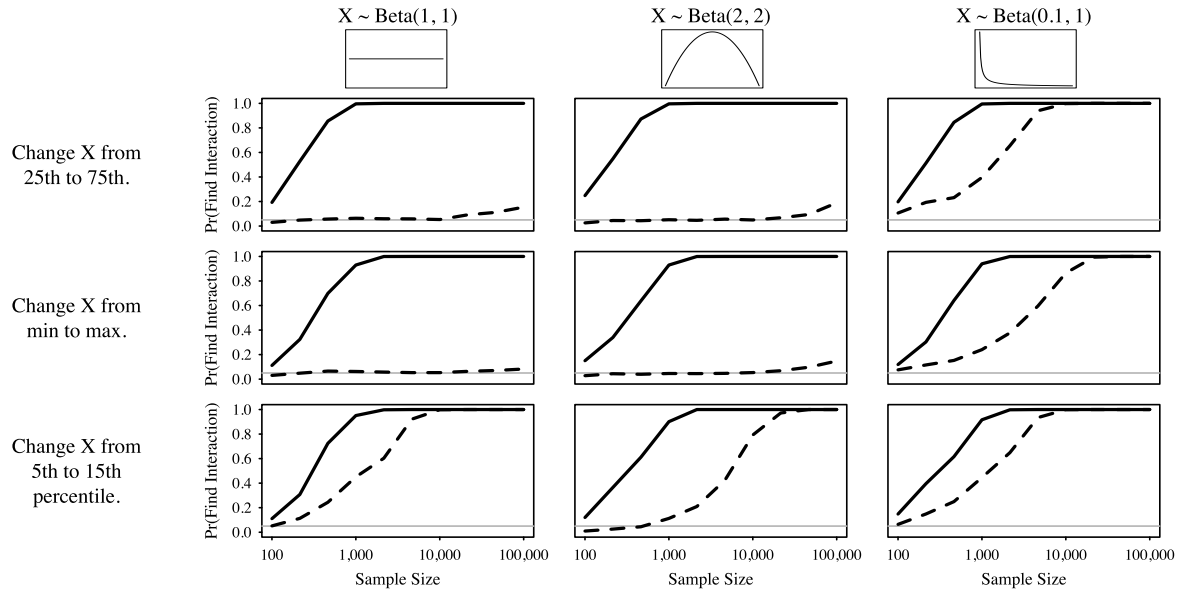 X ~ Beta(1, 1)
X ~ Beta(2, 2)
X ~ Beta(0.1, 1)
Change X from
25th to 75th.
Pr(Find Interaction)
1.0
0.8
0.6
0.4
0.2
0.0
Change X from
min to max.
Pr(Find Interaction)
1.0
0.8
0.6
0.4
0.2
0.0
Change X from
5th to 15th
percentile.
Pr(Find Interaction)
1.0
0.8
0.6
0.4
0.2
0.0
100 1,000 10,000 100,000
100 1,000 10,000 100,000
100 1,000 10,000 100,000
Sample Size
Sample Size
Sample Size